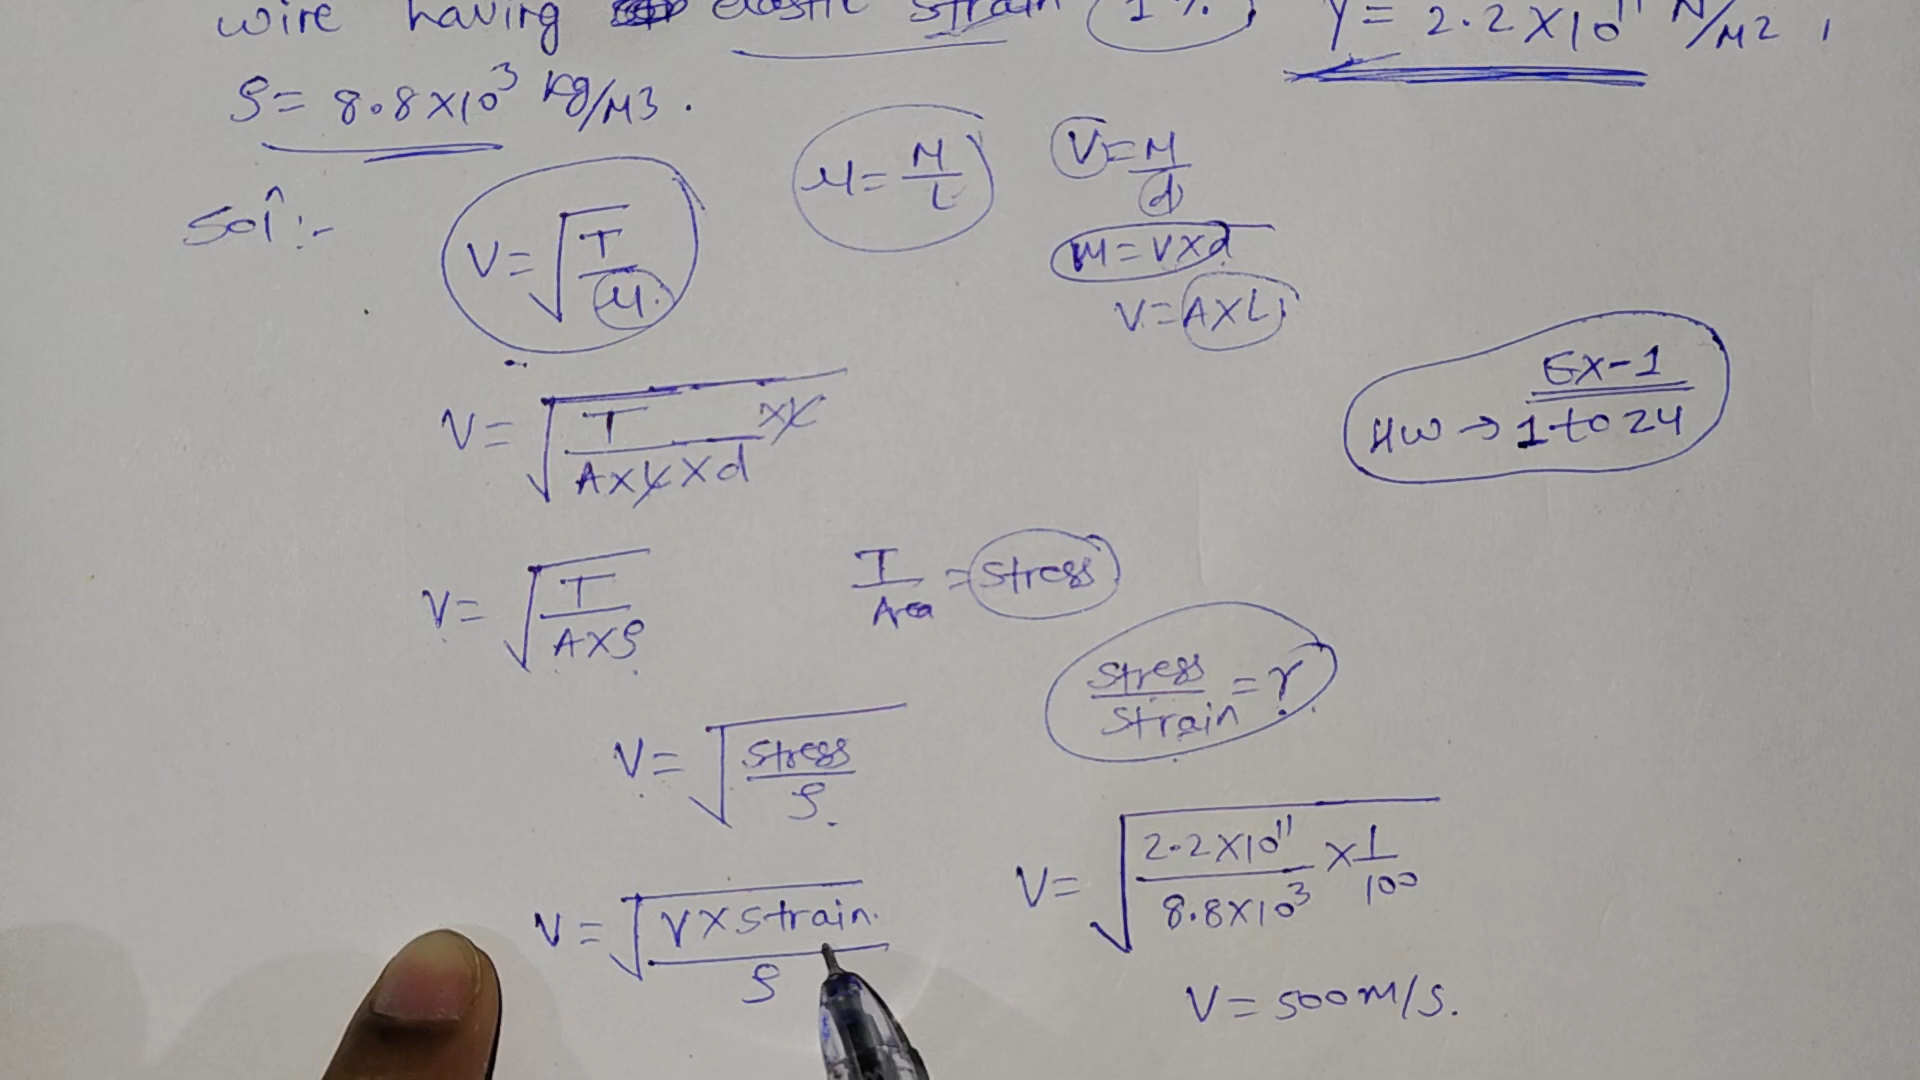 wire having elastic strain 1%, Y = 2.2×10¹¹ N/M2,
ρ = 8.8×10³ kg/M3.
Solⁿ:-
V = √(T/μ)
μ = M/L
V = M/d
M = V×d
V = A×L
V = √(T/(A×L×d) ×L)
HW → Ex-1
1 to 24
V = √(T/(A×ρ))
T/Area = stress
stress/strain = Y
V = √(stress/ρ)
V = √(Y×strain/ρ)
V = √(2.2×10¹¹/8.8×10³ × 1/100)
V = 500 M/S.